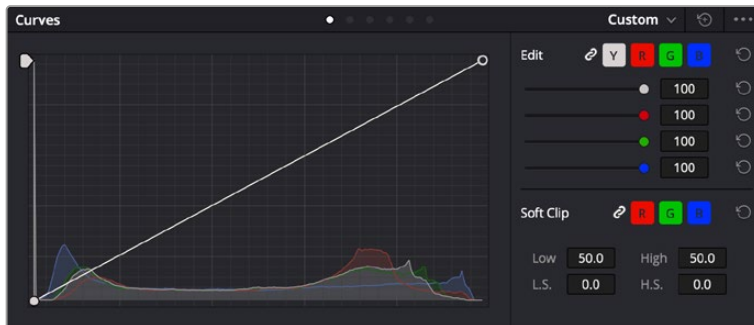 Curves
Custom
Edit
Y R G B
100
100
100
100
Soft Clip
R G B
Low 50.0 High 50.0
L.S. 0.0 H.S. 0.0